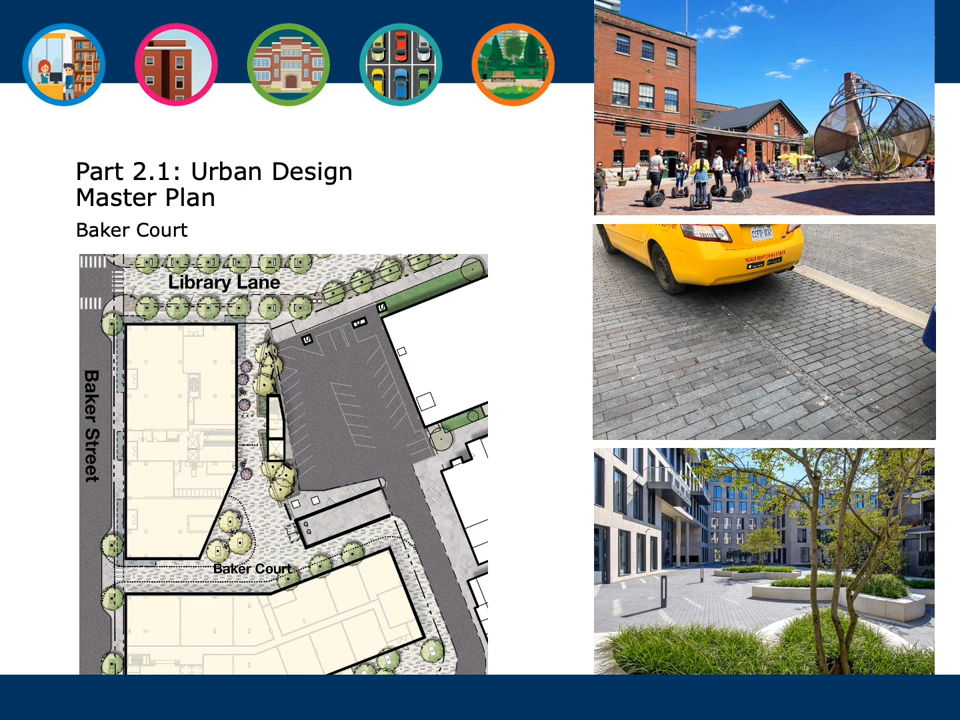 Part 2.1: Urban Design
Master Plan
Baker Court
Library Lane
Baker Street
Baker Court